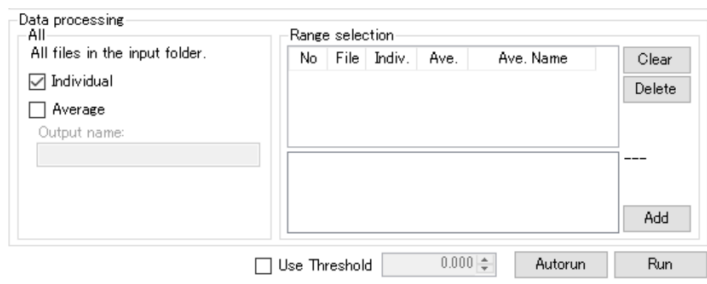 Data processing
All
All files in the input folder.
Individual
Average
Output name:
Range selection
No File Indiv. Ave. Ave. Name
Clear
Delete
---
Add
Use Threshold 0.000 Autorun Run